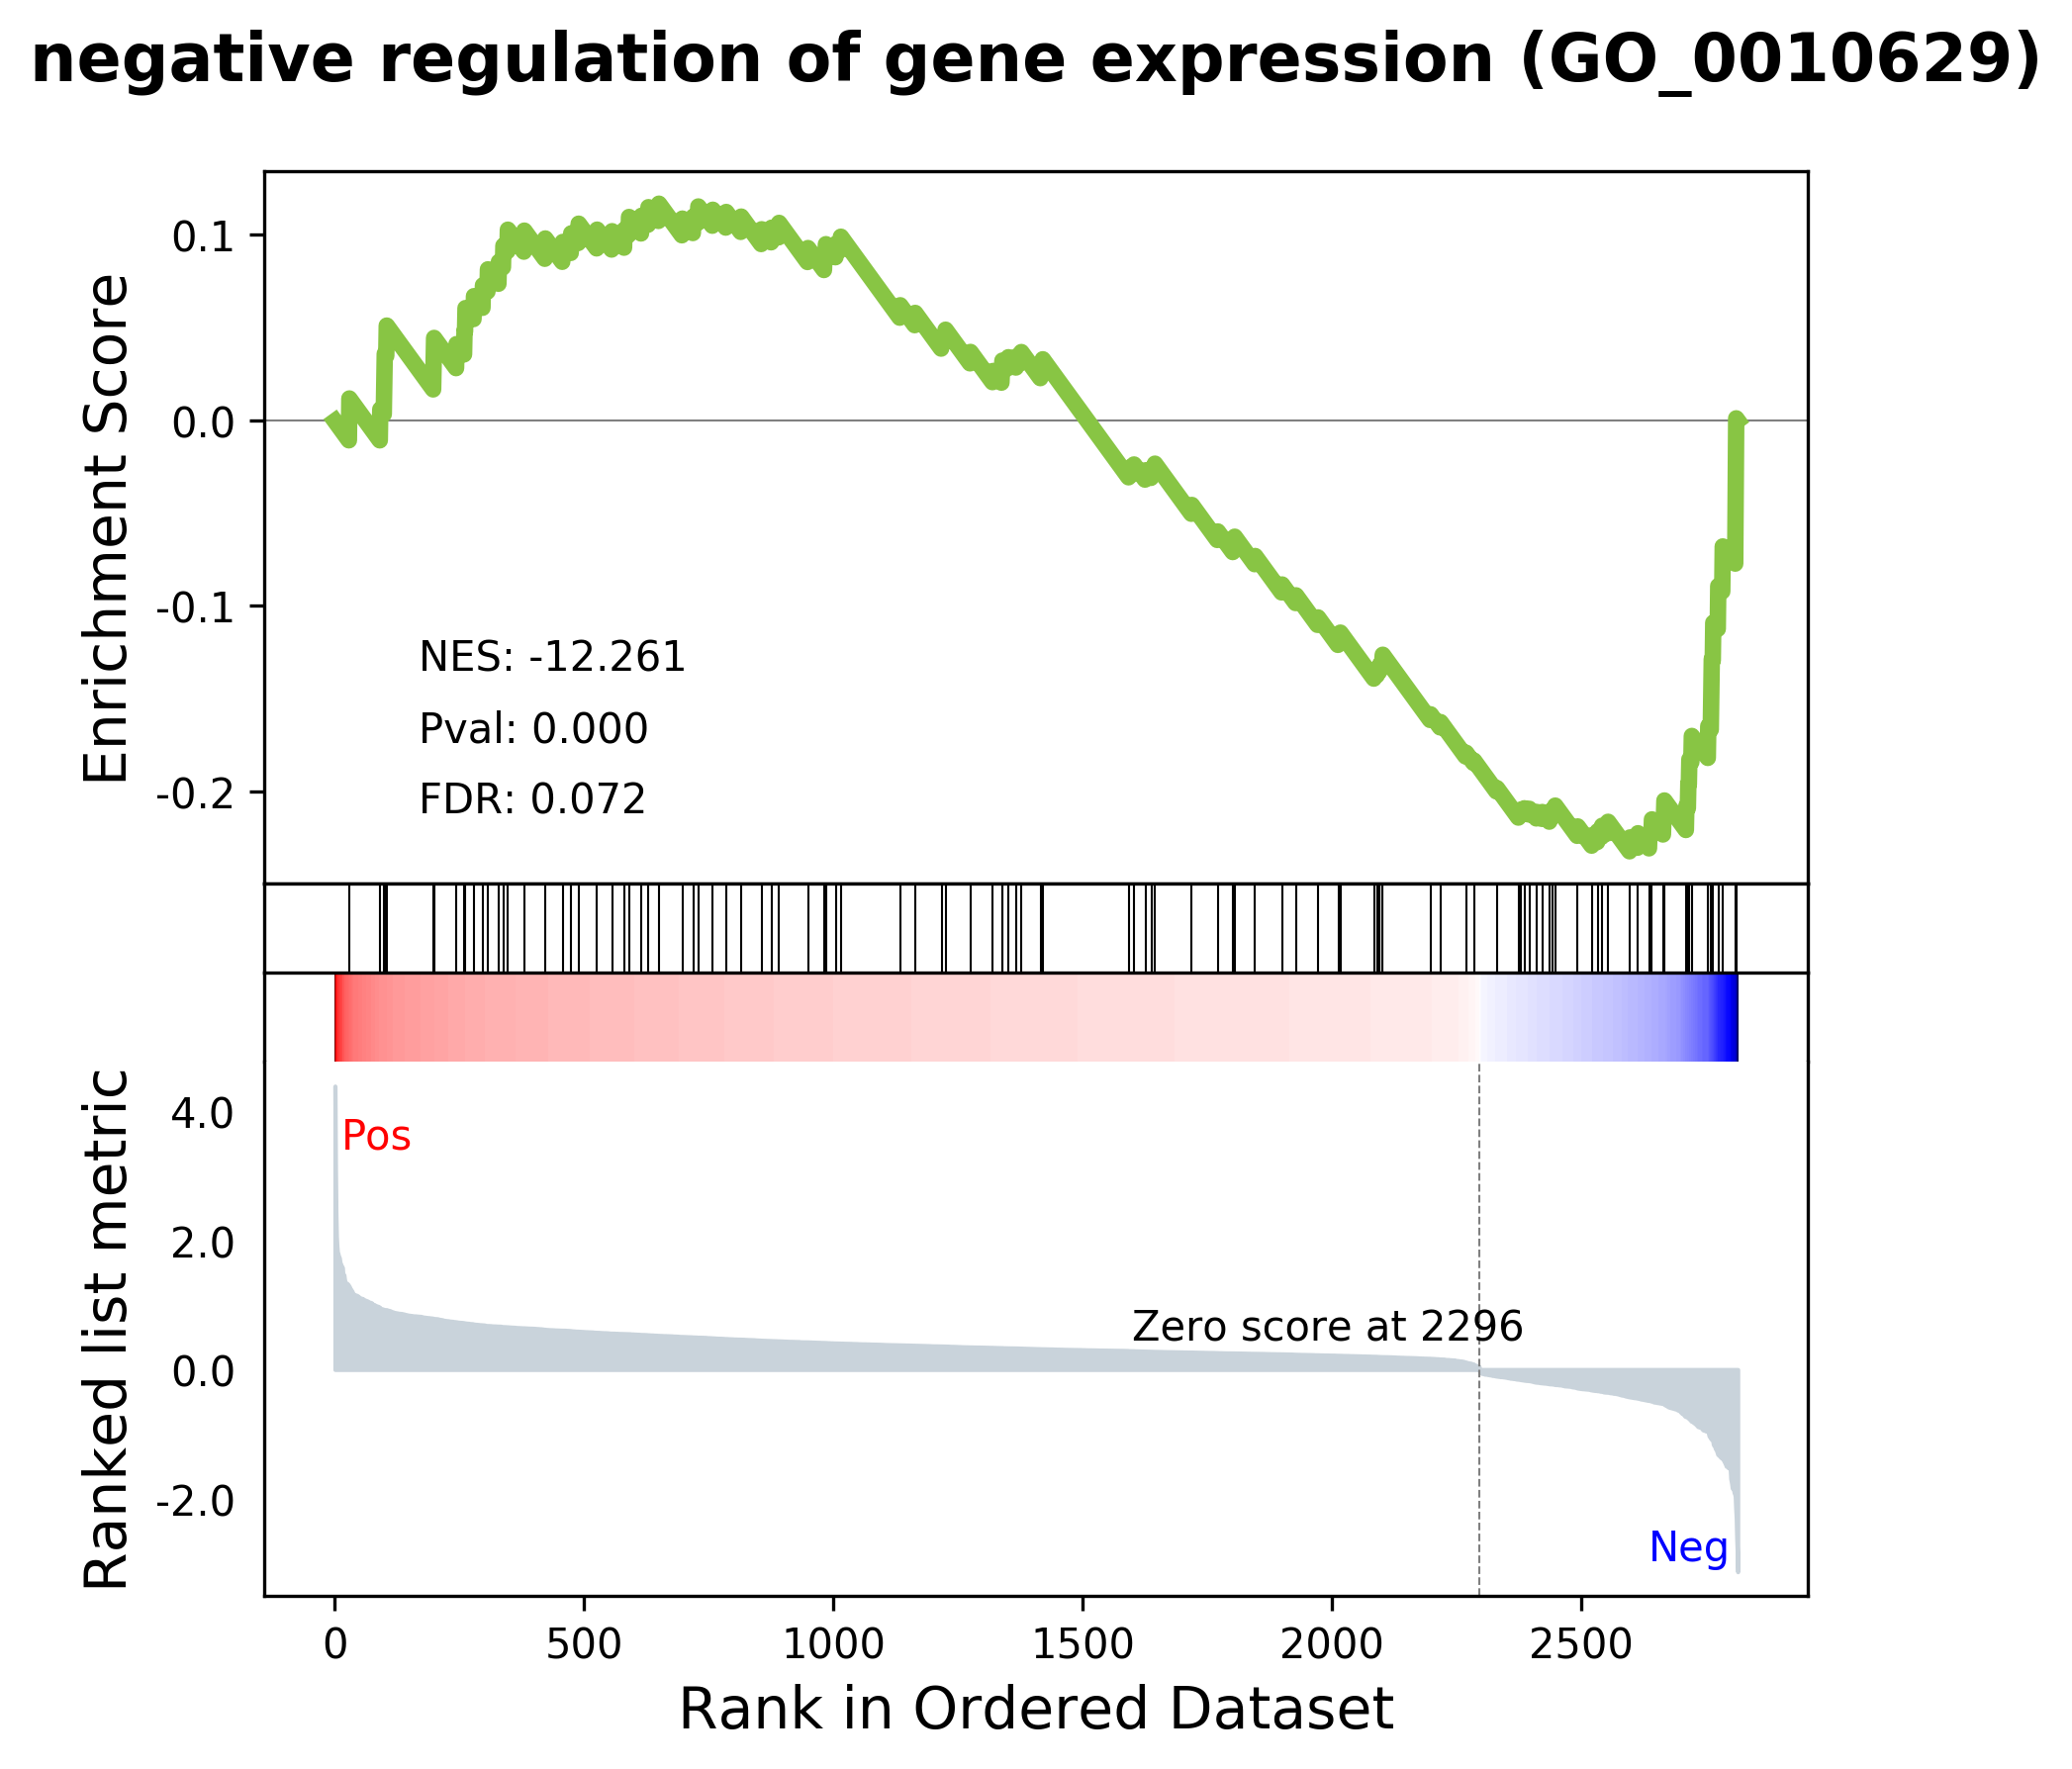 negative regulation of gene expression (GO_0010629)
Enrichment Score
0.1
0.0
-0.1
-0.2
NES: -12.261
Pval: 0.000
FDR: 0.072
Ranked list metric
4.0
2.0
0.0
-2.0
Pos
Zero score at 2296
Neg
0 500 1000 1500 2000 2500
Rank in Ordered Dataset